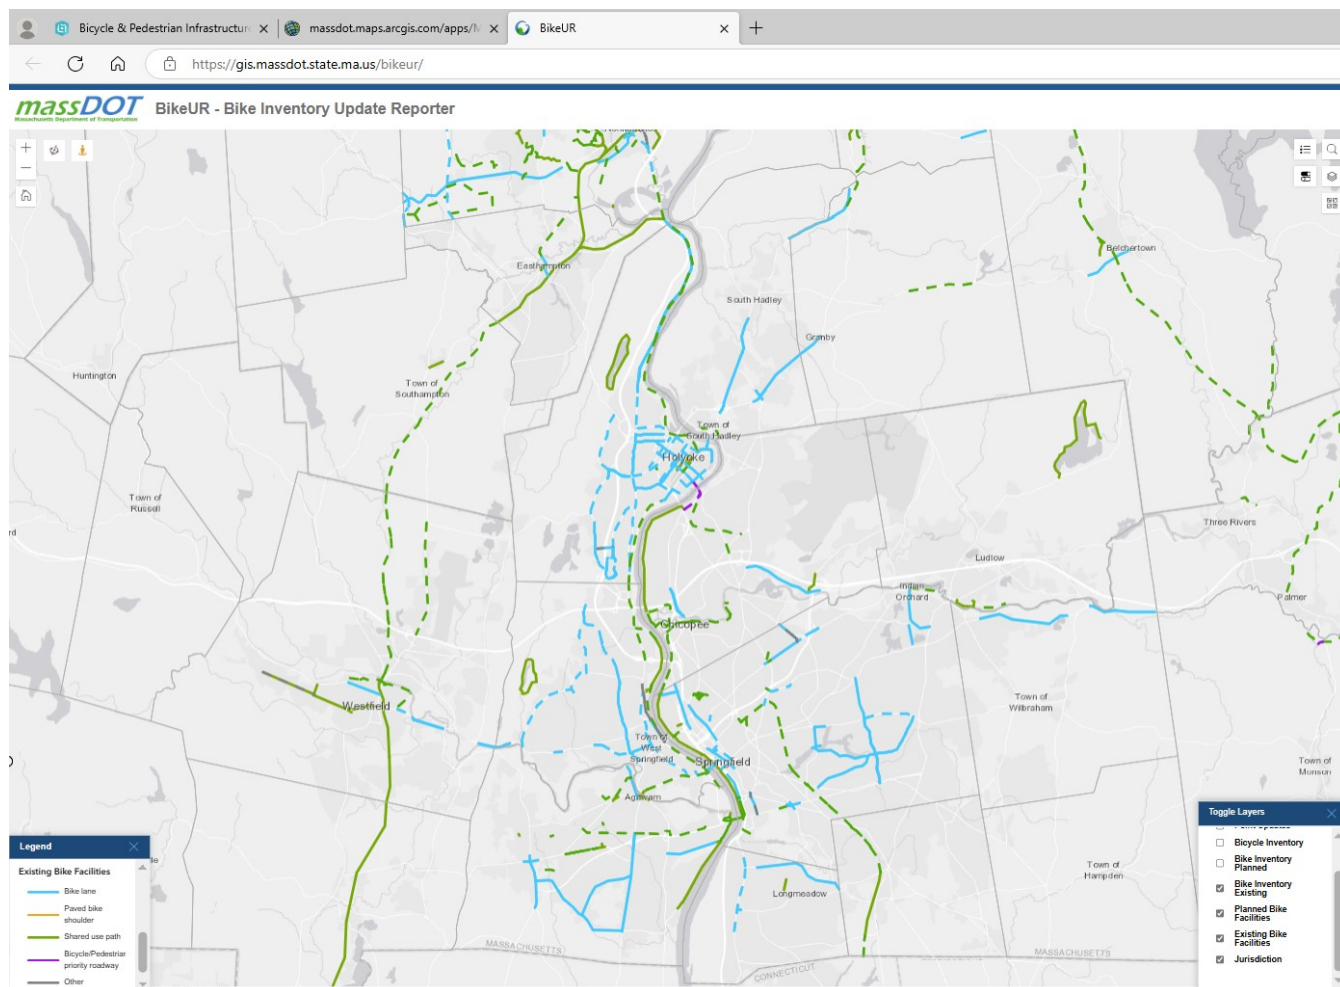 Bicycle & Pedestrian Infrastructure
massdot.maps.arcgis.com/apps/
BikeUR
https://gis.massdot.state.ma.us/bikeur/
massDOT
Massachusetts Department of Transportation
BikeUR - Bike Inventory Update Reporter
Belchertown
Easthampton
South Hadley
Granby
Huntington
Town of
Southampton
Town of
South Hadley
Holyoke
Town of
Russell
Three Rivers
Ludlow
Indian
Orchard
Palmer
Chicopee
Westfield
Town of
Wilbraham
Town of
West
Springfield
Springfield
Town of
Monson
Agawam
Town of
Hampden
Longmeadow
MASSACHUSETTS
MASSACHUSETTS
CONNECTICUT
Legend
Existing Bike Facilities
Bike lane
Paved bike
shoulder
Shared use path
Bicycle/Pedestrian
priority roadway
Other
Toggle Layers
Bicycle Inventory
Bike Inventory
Planned
Bike Inventory
Existing
Planned Bike
Facilities
Existing Bike
Facilities
Jurisdiction